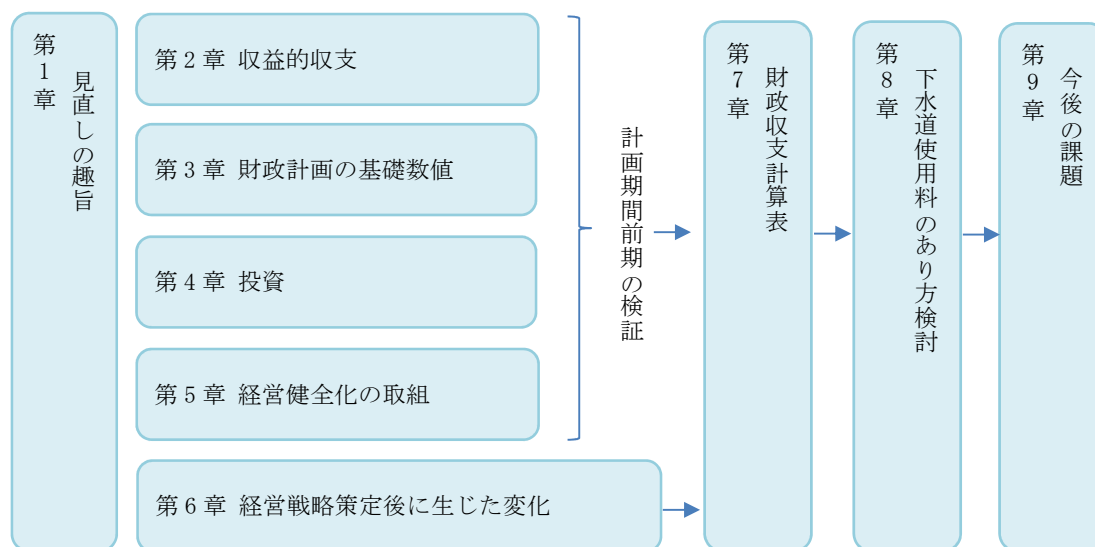 第1章
見直しの趣旨
第2章 収益的収支
第3章 財政計画の基礎数値
第4章 投資
第5章 経営健全化の取組
第6章 経営戦略策定後に生じた変化
計画期間前期の検証
第7章
財政収支計算表
第8章
下水道使用料のあり方検討
第9章
今後の課題